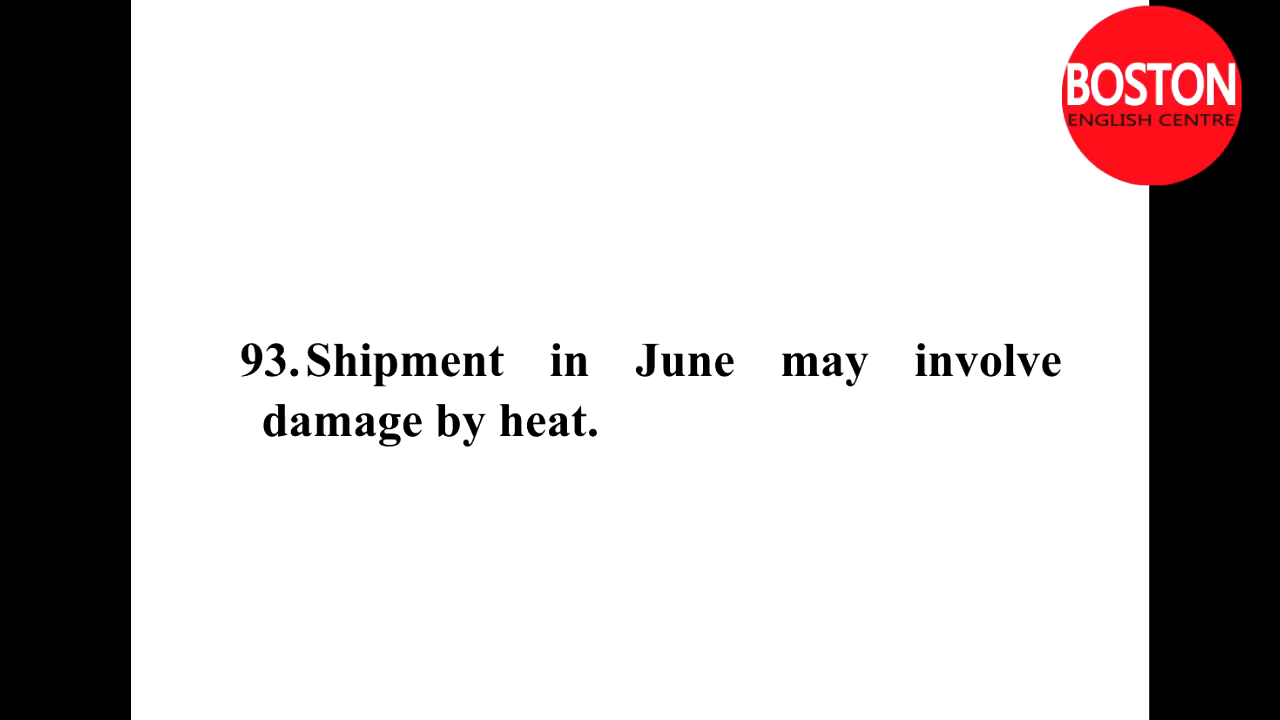 BOSTON
ENGLISH CENTRE
93. Shipment in June may involve
damage by heat.